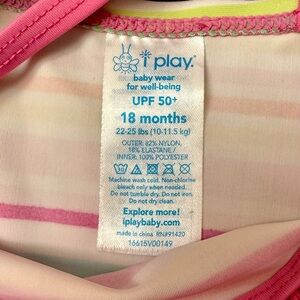 i play.
baby wear
for well-being
UPF 50+
18 months
22-25 lbs (10-11.5 kg)
OUTER: 82% NYLON,
18% ELASTANE /
INNER: 100% POLYESTER
Machine wash cold. Non-chlorine
bleach only when needed.
Do not tumble dry. Do not iron.
Do not dry clean.
Explore more!
iplaybaby.com
made in china RN#91420
16615V00149